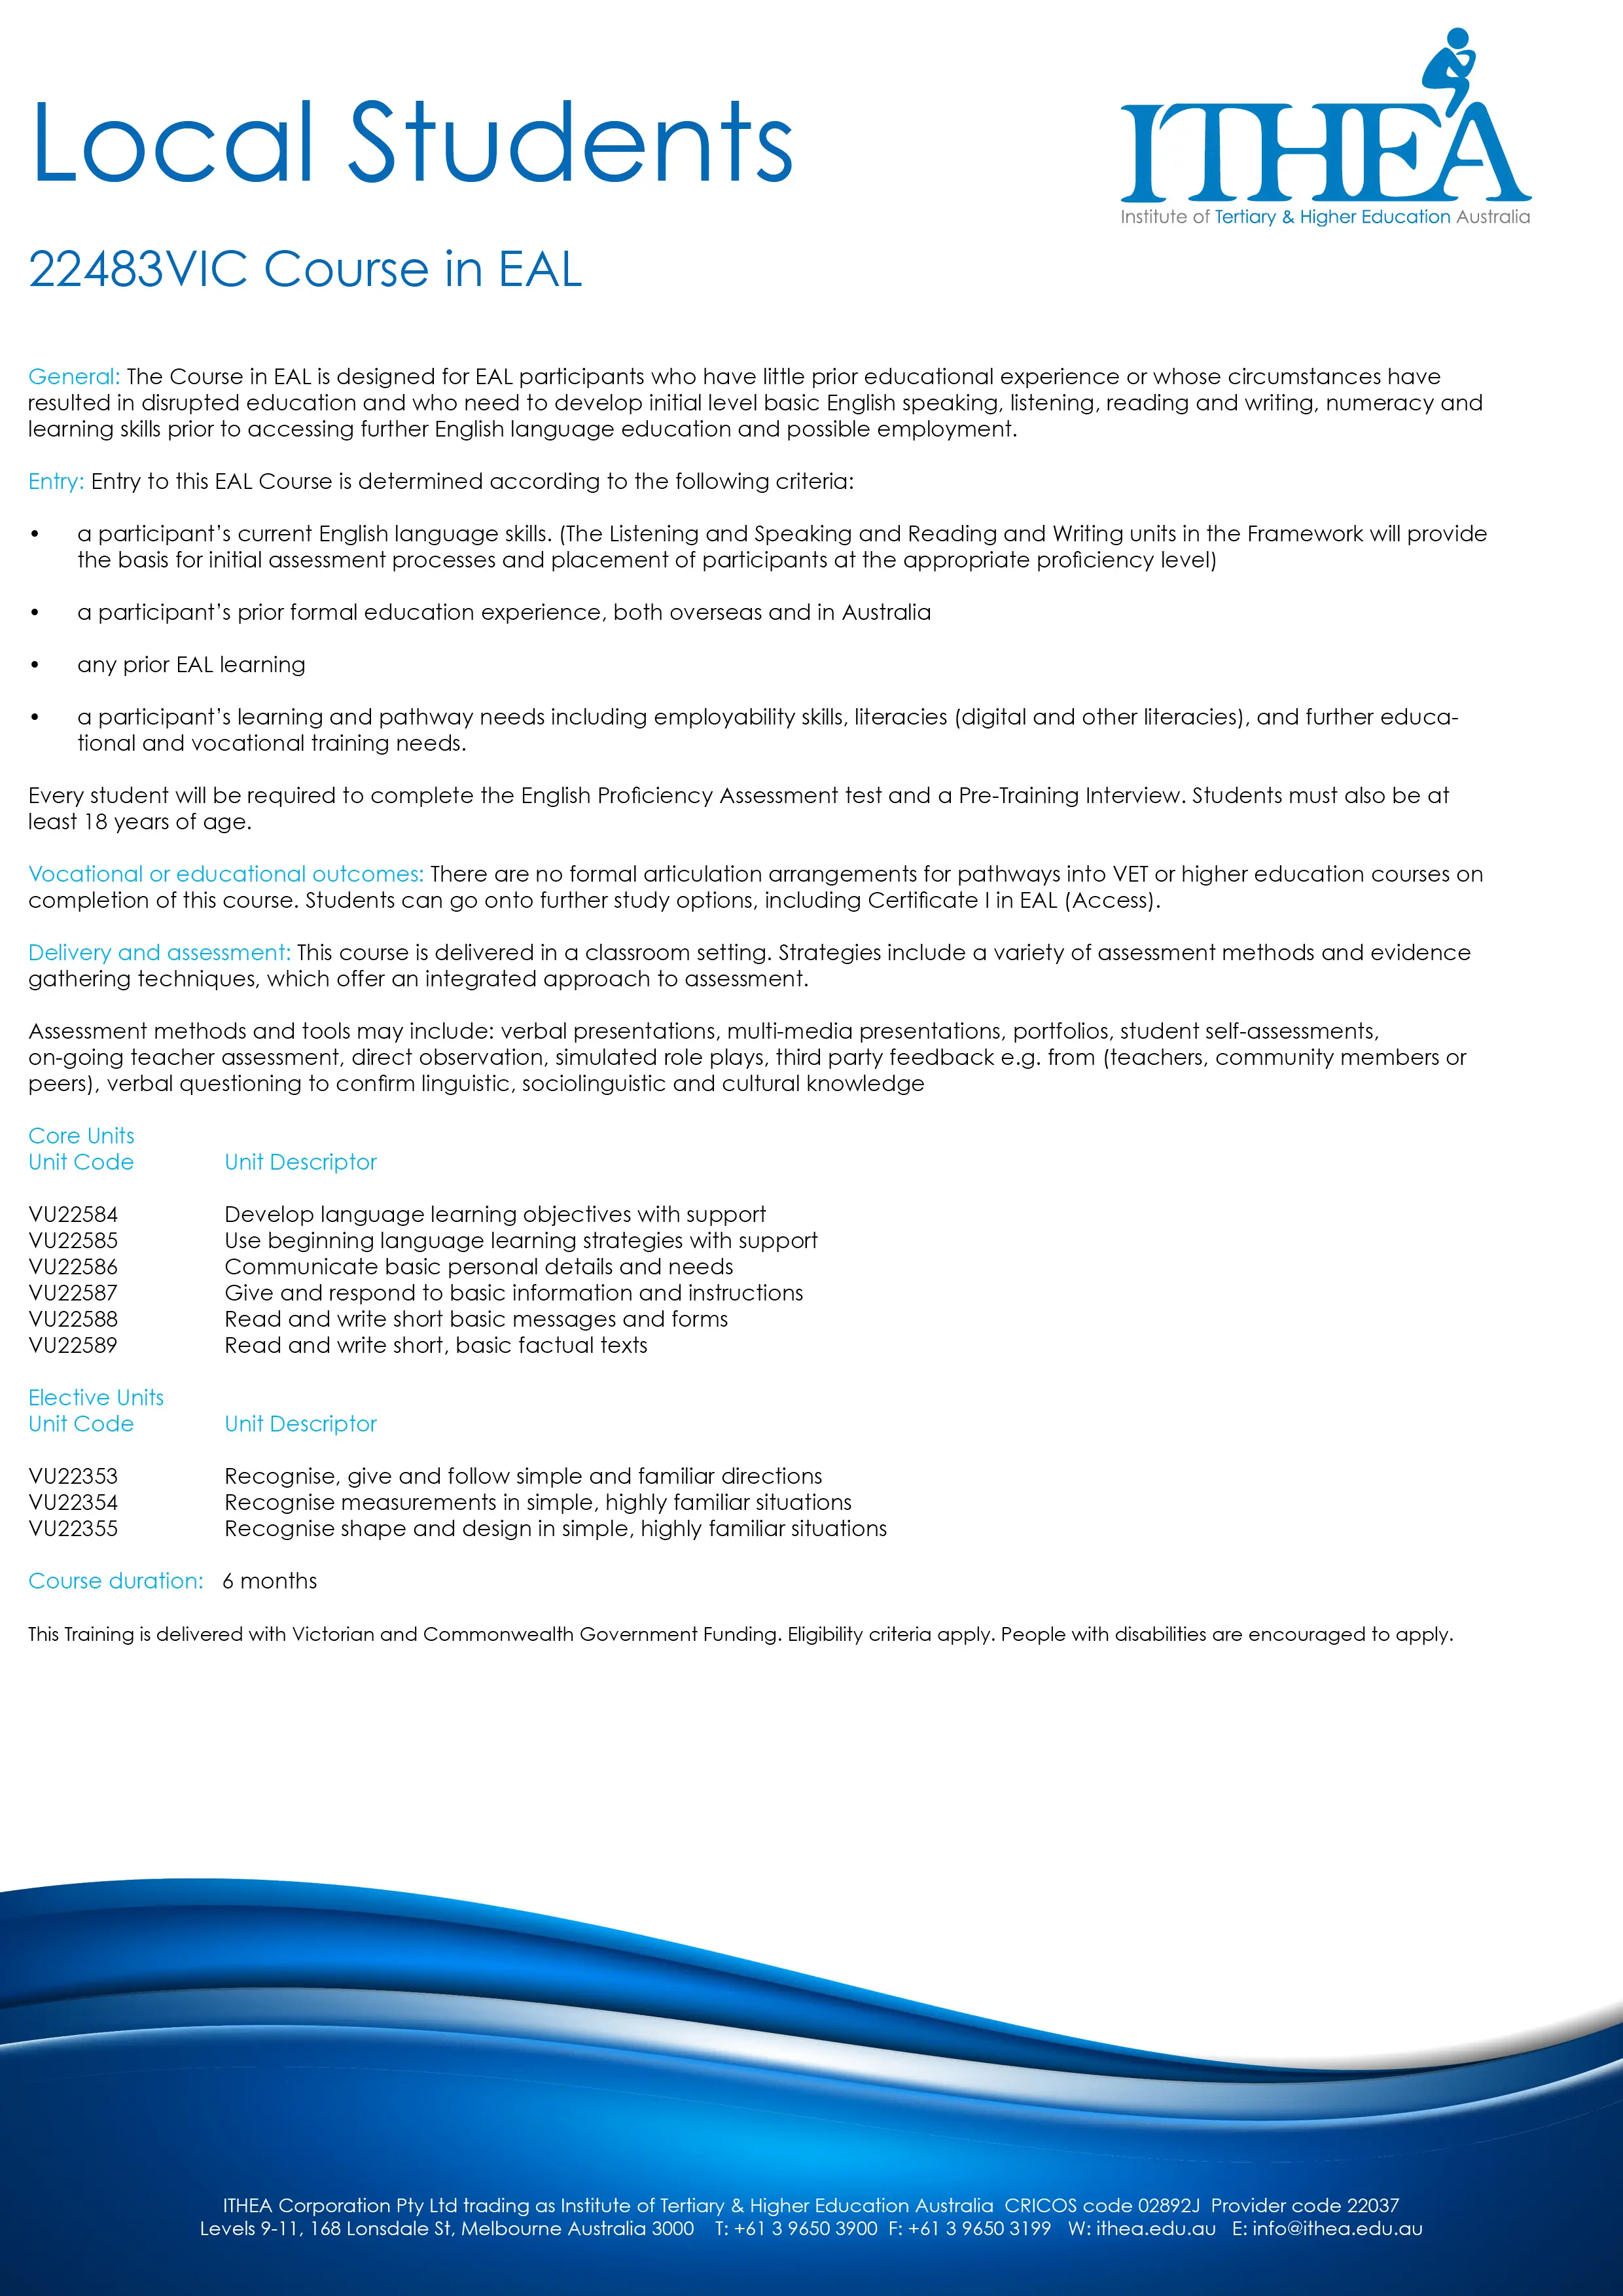 Local Students
ITHEA
Institute of Tertiary & Higher Education Australia
22483VIC Course in EAL
General: The Course in EAL is designed for EAL participants who have little prior educational experience or whose circumstances have
resulted in disrupted education and who need to develop initial level basic English speaking, listening, reading and writing, numeracy and
learning skills prior to accessing further English language education and possible employment.
Entry: Entry to this EAL Course is determined according to the following criteria:
• a participant’s current English language skills. (The Listening and Speaking and Reading and Writing units in the Framework will provide
the basis for initial assessment processes and placement of participants at the appropriate proficiency level)
• a participant’s prior formal education experience, both overseas and in Australia
• any prior EAL learning
• a participant’s learning and pathway needs including employability skills, literacies (digital and other literacies), and further educa-
tional and vocational training needs.
Every student will be required to complete the English Proficiency Assessment test and a Pre-Training Interview. Students must also be at
least 18 years of age.
Vocational or educational outcomes: There are no formal articulation arrangements for pathways into VET or higher education courses on
completion of this course. Students can go onto further study options, including Certificate I in EAL (Access).
Delivery and assessment: This course is delivered in a classroom setting. Strategies include a variety of assessment methods and evidence
gathering techniques, which offer an integrated approach to assessment.
Assessment methods and tools may include: verbal presentations, multi-media presentations, portfolios, student self-assessments,
on-going teacher assessment, direct observation, simulated role plays, third party feedback e.g. from (teachers, community members or
peers), verbal questioning to confirm linguistic, sociolinguistic and cultural knowledge
Core Units
Unit Code Unit Descriptor
VU22584 Develop language learning objectives with support
VU22585 Use beginning language learning strategies with support
VU22586 Communicate basic personal details and needs
VU22587 Give and respond to basic information and instructions
VU22588 Read and write short basic messages and forms
VU22589 Read and write short, basic factual texts
Elective Units
Unit Code Unit Descriptor
VU22353 Recognise, give and follow simple and familiar directions
VU22354 Recognise measurements in simple, highly familiar situations
VU22355 Recognise shape and design in simple, highly familiar situations
Course duration: 6 months
This Training is delivered with Victorian and Commonwealth Government Funding. Eligibility criteria apply. People with disabilities are encouraged to apply.
ITHEA Corporation Pty Ltd trading as Institute of Tertiary & Higher Education Australia CRICOS code 02892J Provider code 22037
Levels 9-11, 168 Lonsdale St, Melbourne Australia 3000 T: +61 3 9650 3900 F: +61 3 9650 3199 W: ithea.edu.au E: info@ithea.edu.au